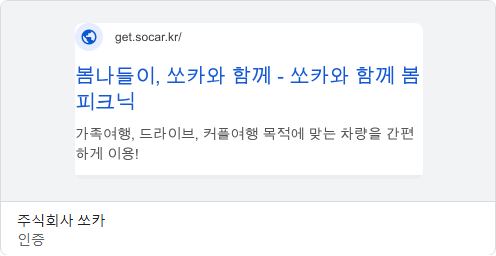 get.socar.kr/
봄나들이, 쏘카와 함께 - 쏘카와 함께 봄
피크닉
가족여행, 드라이브, 커플여행 목적에 맞는 차량을 간편
하게 이용!
주식회사 쏘카
인증